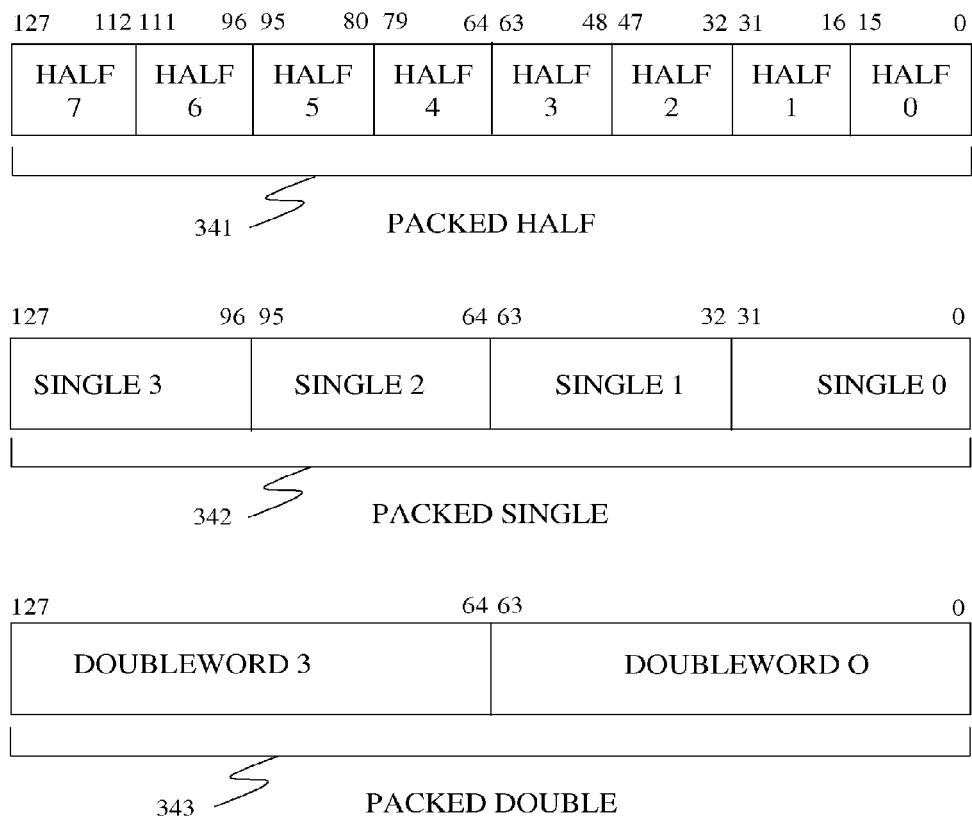 127 112 111 96 95 80 79 64 63 48 47 32 31 16 15 0
HALF HALF HALF HALF HALF HALF HALF HALF
7 6 5 4 3 2 1 0
341 PACKED HALF
127 96 95 64 63 32 31 0
SINGLE 3 SINGLE 2 SINGLE 1 SINGLE 0
342 PACKED SINGLE
127 64 63 0
DOUBLEWORD 3 DOUBLEWORD O
343 PACKED DOUBLE